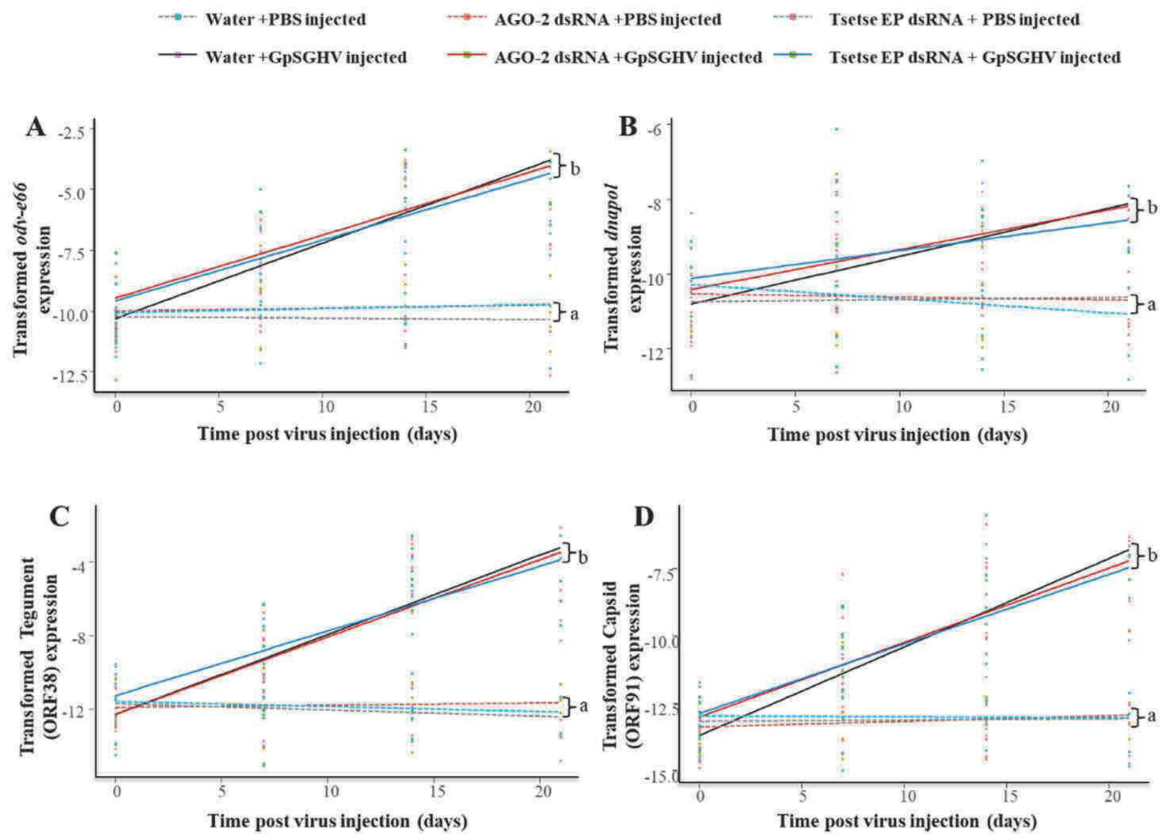 Water +PBS injected AGO-2 dsRNA +PBS injected Tsetse EP dsRNA + PBS injected
Water +GpSGHV injected AGO-2 dsRNA +GpSGHV injected Tsetse EP dsRNA + GpSGHV injected
A
-2.5
-5.0
-7.5
-10.0
-12.5
Transformed odv-e66
expression
b
a
0 5 10 15 20
Time post virus injection (days)
B
-6
-8
-10
-12
Transformed dnapol
expression
b
a
0 5 10 15 20
Time post virus injection (days)
C
-4
-8
-12
Transformed Tegument
(ORF38) expression
b
a
0 5 10 15 20
Time post virus injection (days)
D
-7.5
-10.0
-12.5
-15.0
Transformed Capsid
(ORF91) expression
b
a
0 5 10 15 20
Time post virus injection (days)